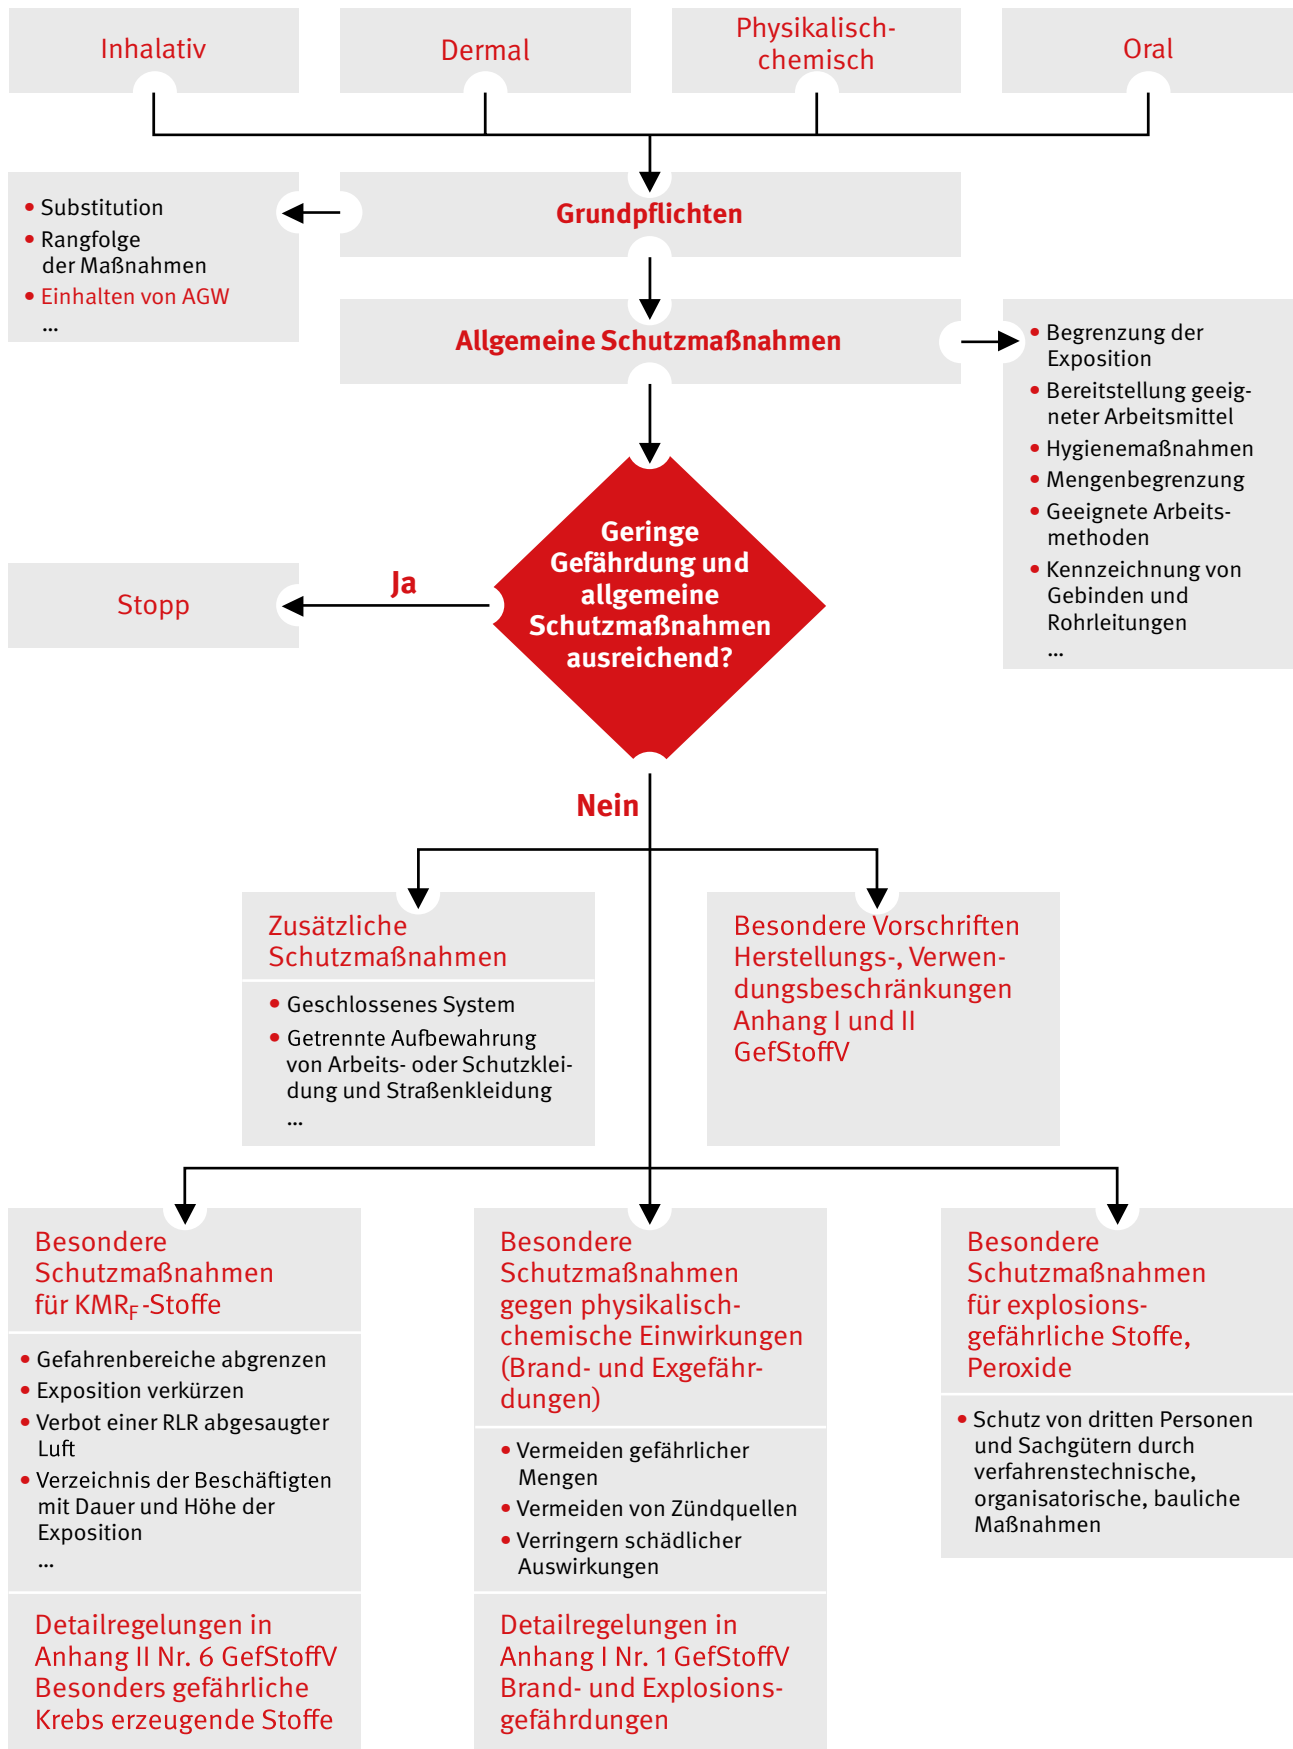 Inhalativ
Dermal
Physikalisch-
chemisch
Oral
Grundpflichten
• Substitution
• Rangfolge
der Maßnahmen
• Einhalten von AGW
...
Allgemeine Schutzmaßnahmen
• Begrenzung der
Exposition
• Bereitstellung geeig-
neter Arbeitsmittel
• Hygienemaßnahmen
• Mengenbegrenzung
• Geeignete Arbeits-
methoden
• Kennzeichnung von
Gebinden und
Rohrleitungen
...
Geringe
Gefährdung und
allgemeine
Schutzmaßnahmen
ausreichend?
Ja
Stopp
Nein
Zusätzliche
Schutzmaßnahmen
• Geschlossenes System
• Getrennte Aufbewahrung
von Arbeits- oder Schutzklei-
dung und Straßenkleidung
...
Besondere Vorschriften
Herstellungs-, Verwen-
dungsbeschränkungen
Anhang I und II
GefStoffV
Besondere
Schutzmaßnahmen
für KMRF-Stoffe
• Gefahrenbereiche abgrenzen
• Exposition verkürzen
• Verbot einer RLR abgesaugter
Luft
• Verzeichnis der Beschäftigten
mit Dauer und Höhe der
Exposition
...
Detailregelungen in
Anhang II Nr. 6 GefStoffV
Besonders gefährliche
Krebs erzeugende Stoffe
Besondere
Schutzmaßnahmen
gegen physikalisch-
chemische Einwirkungen
(Brand- und Exgefähr-
dungen)
• Vermeiden gefährlicher
Mengen
• Vermeiden von Zündquellen
• Verringern schädlicher
Auswirkungen
Detailregelungen in
Anhang I Nr. 1 GefStoffV
Brand- und Explosions-
gefährdungen
Besondere
Schutzmaßnahmen
für explosions-
gefährliche Stoffe,
Peroxide
• Schutz von dritten Personen
und Sachgütern durch
verfahrenstechnische,
organisatorische, bauliche
Maßnahmen